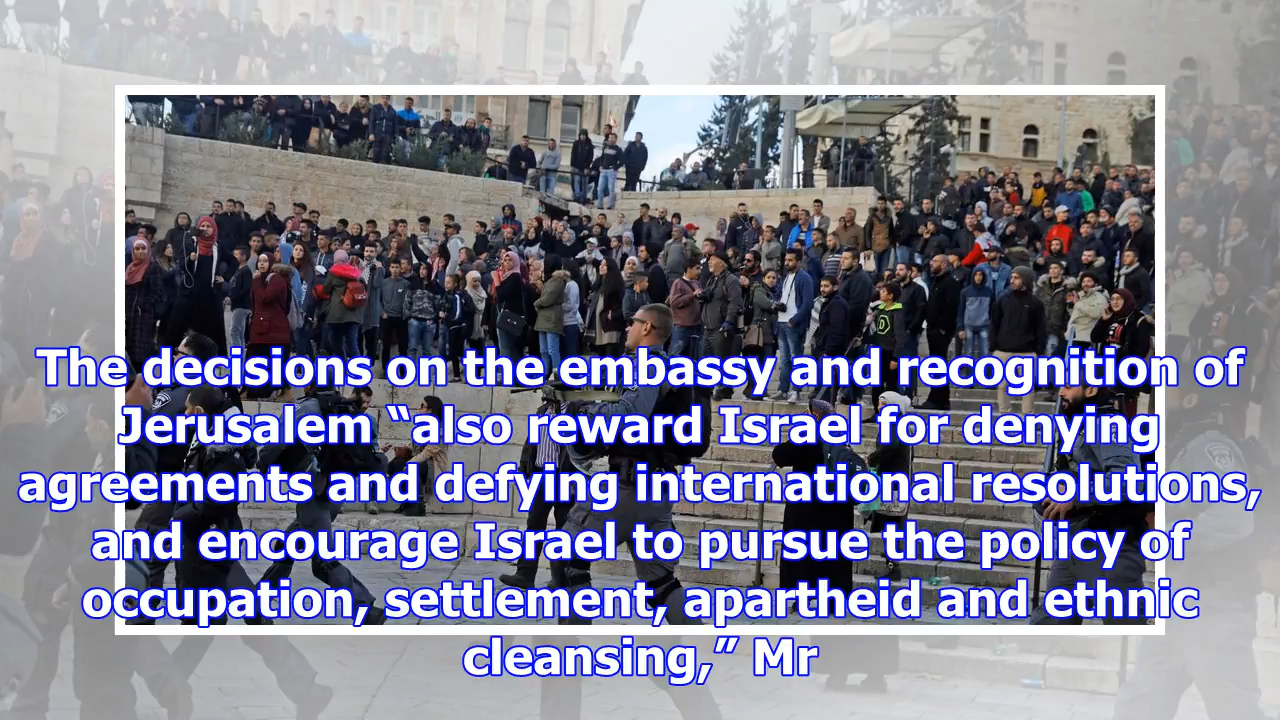 The decisions on the embassy and recognition of
Jerusalem “also reward Israel for denying
agreements and defying international resolutions,
and encourage Israel to pursue the policy of
occupation, settlement, apartheid and ethnic
cleansing,” Mr